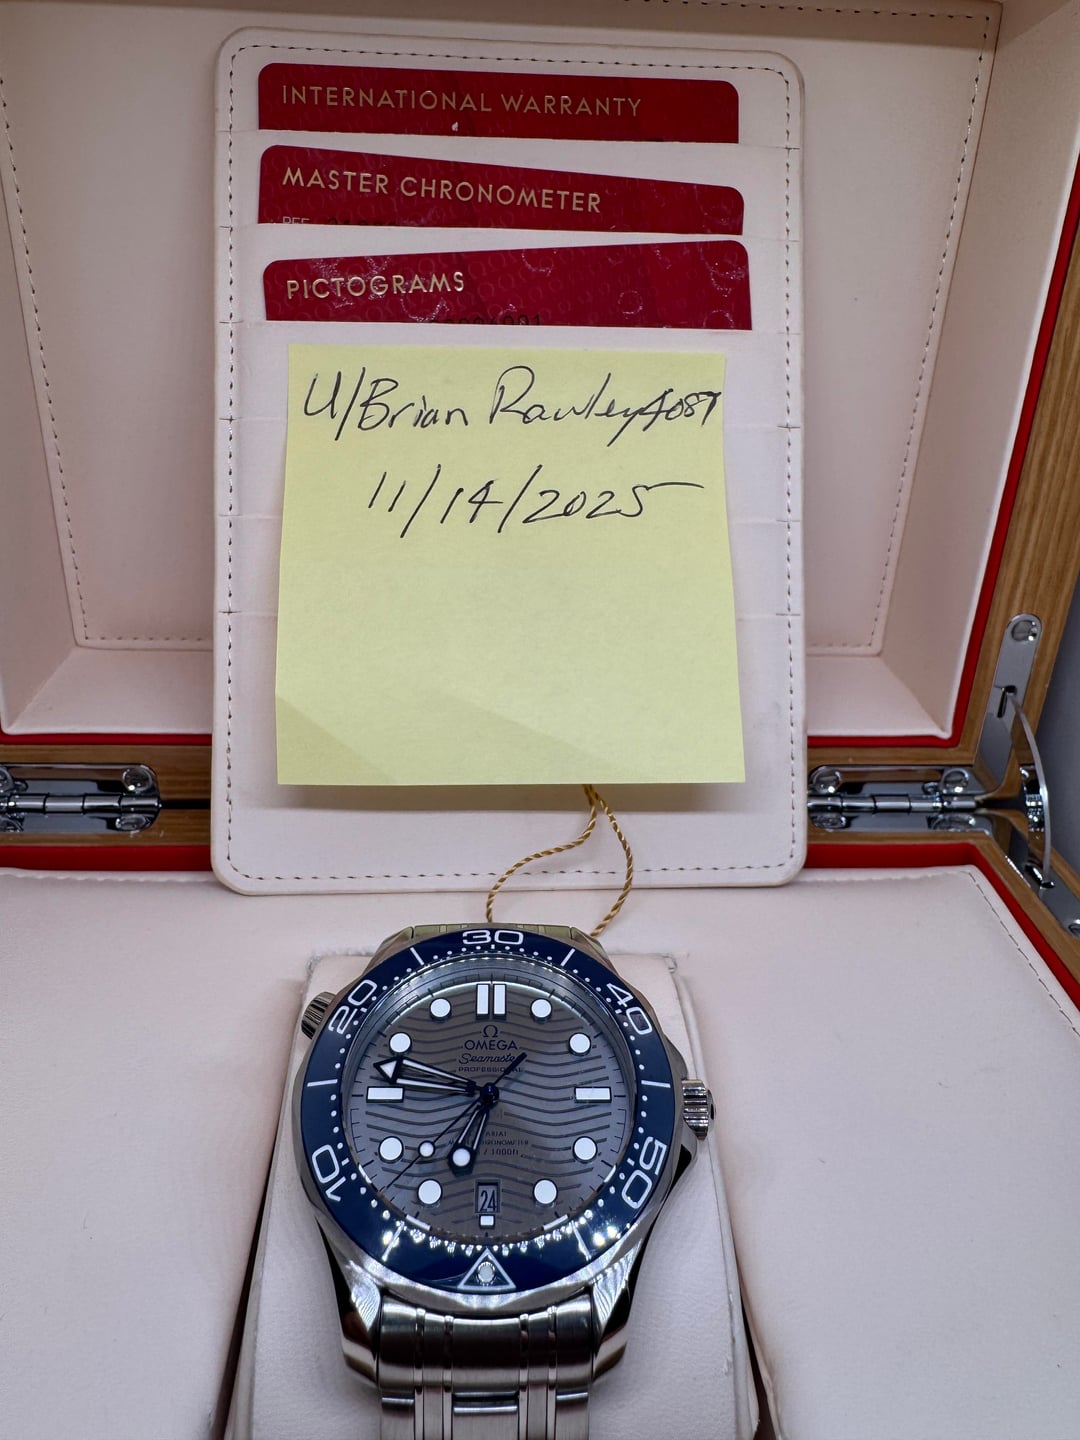 INTERNATIONAL WARRANTY
MASTER CHRONOMETER
REF.
PICTOGRAMS
U/Brian Rawley4087
11/14/2025
30
20
40
10
50
Ω
OMEGA
Seamaster
PROFESSIONAL
24